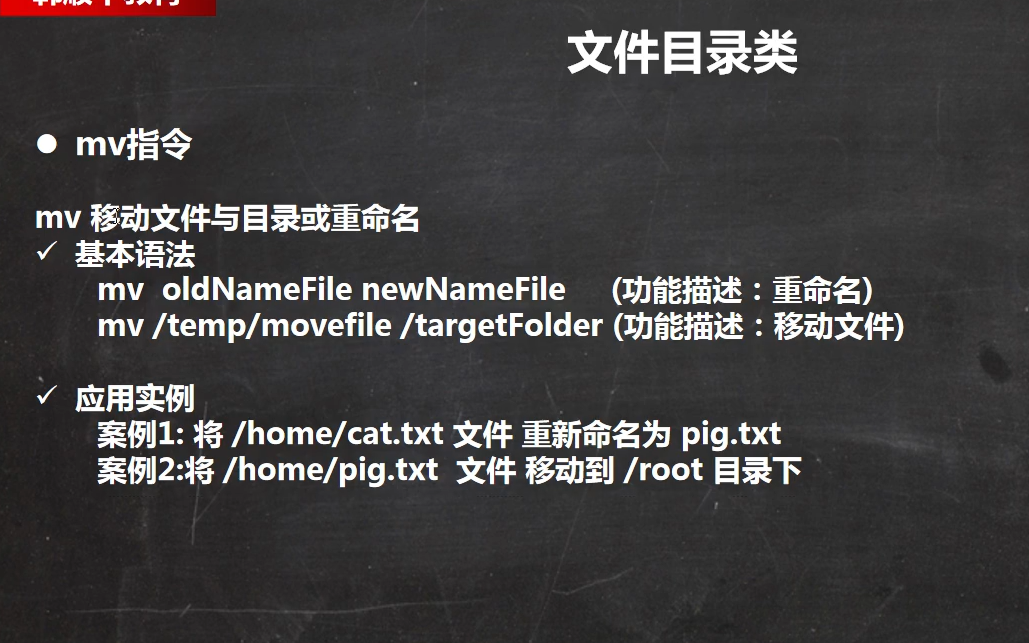 文件目录类
mv指令
mv 移动文件与目录或重命名
基本语法
mv oldNameFile newNameFile (功能描述：重命名)
mv /temp/movefile /targetFolder (功能描述：移动文件)
应用实例
案例1: 将 /home/cat.txt 文件 重新命名为 pig.txt
案例2:将 /home/pig.txt 文件 移动到 /root 目录下